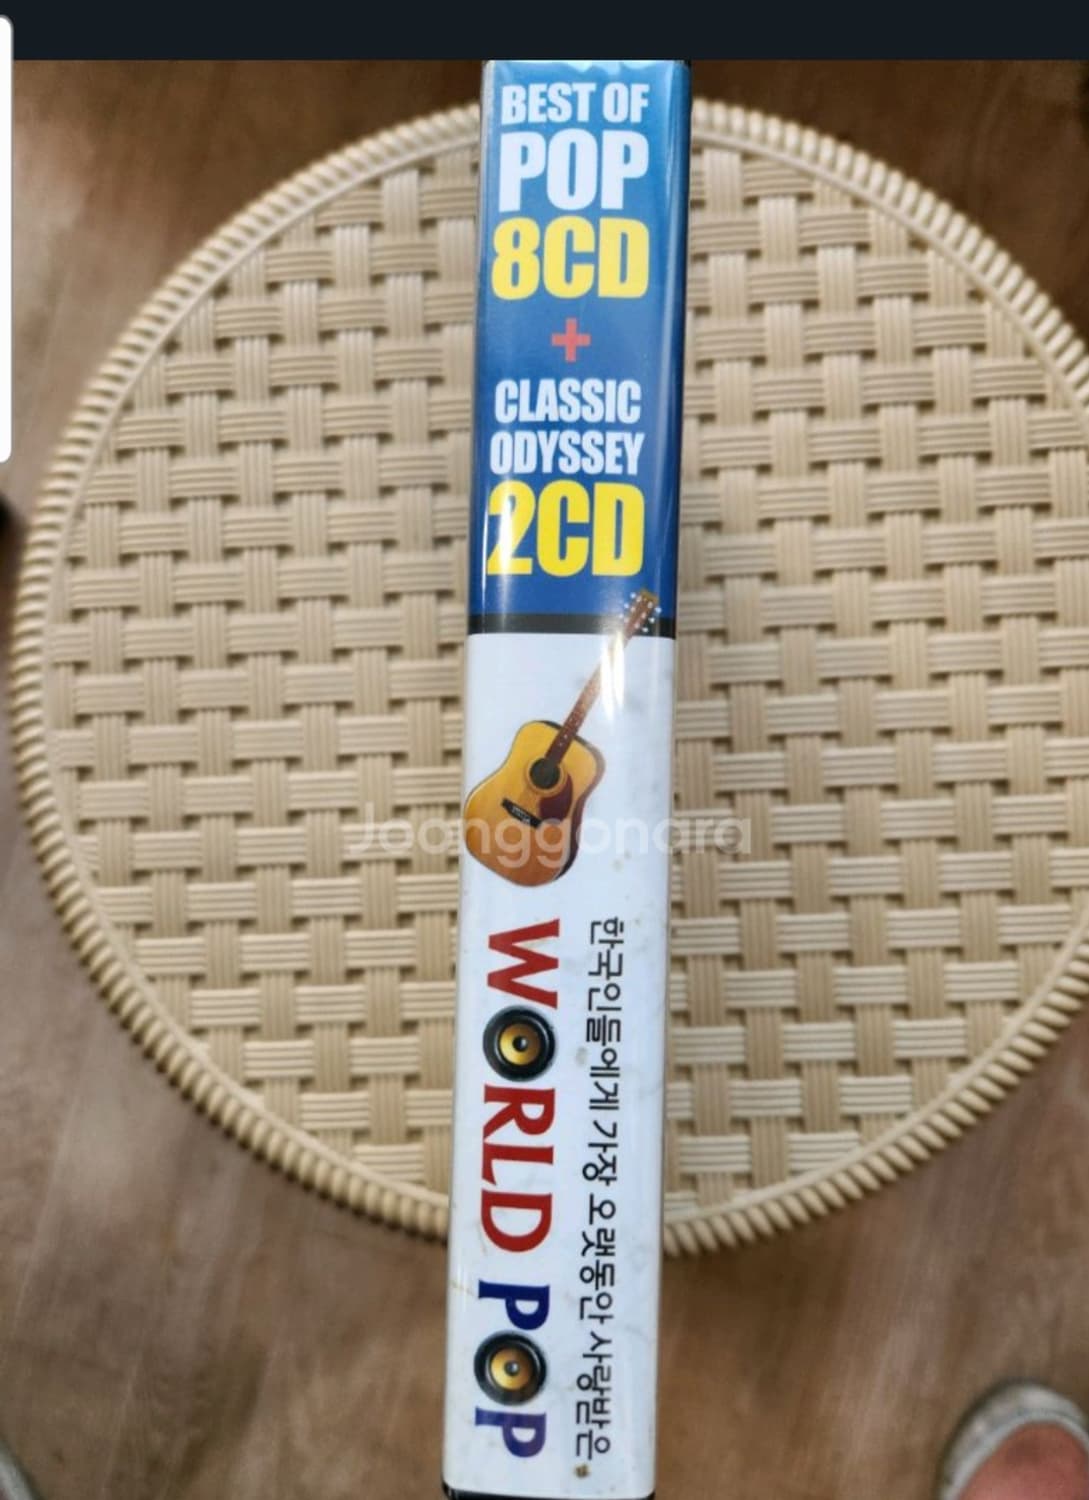 BEST OF
POP
8CD
+
CLASSIC
ODYSSEY
2CD
Joonggonara
한국인들에게 가장 오랫동안 사랑받은
WORLD POP